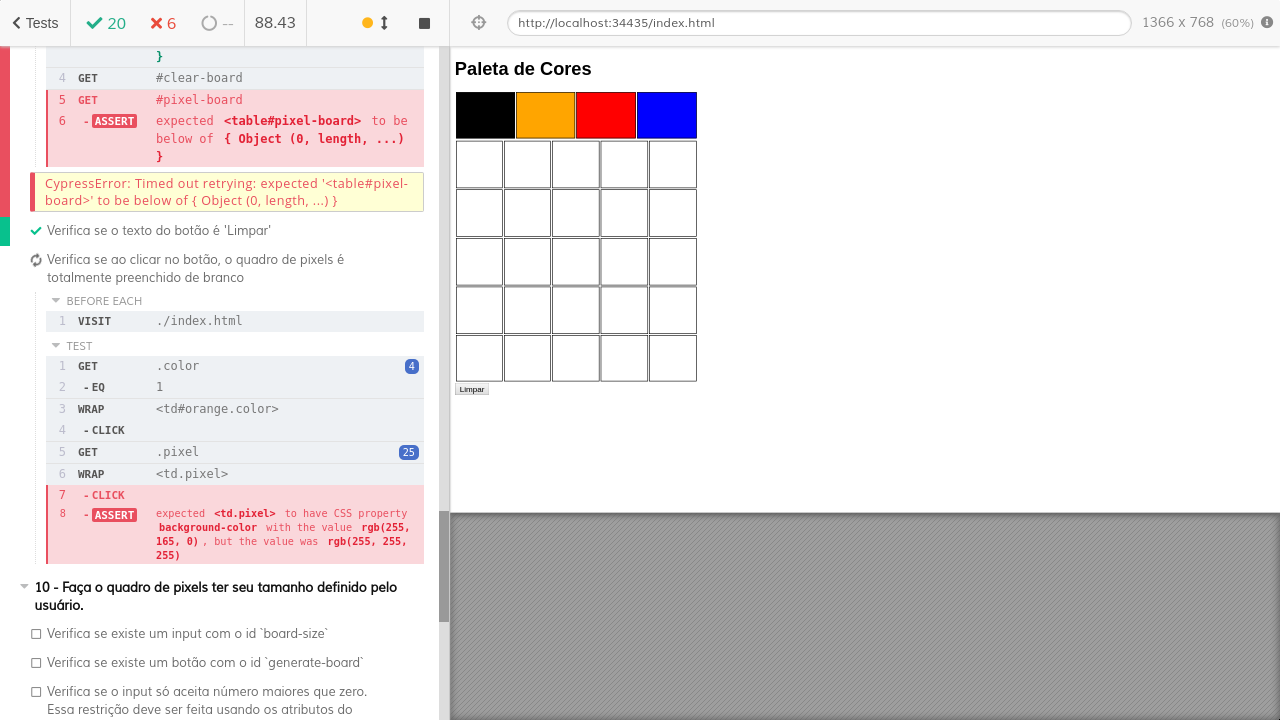 Tests
20
6
--
88.43
http://localhost:34435/index.html
1366 x 768 (60%)
}
4 GET #clear-board
5 GET #pixel-board
6 - ASSERT expected <table#pixel-board> to be
below of { Object (0, length, ...)
}
CypressError: Timed out retrying: expected '<table#pixel-
board>' to be below of { Object (0, length, ...) }
Verifica se o texto do botão é 'Limpar'
Verifica se ao clicar no botão, o quadro de pixels é
totalmente preenchido de branco
BEFORE EACH
1 VISIT ./index.html
TEST
1 GET .color 4
2 - EQ 1
3 WRAP <td#orange.color>
4 - CLICK
5 GET .pixel 25
6 WRAP <td.pixel>
7 - CLICK
8 - ASSERT expected <td.pixel> to have CSS property
background-color with the value rgb(255,
165, 0), but the value was rgb(255, 255,
255)
10 - Faça o quadro de pixels ter seu tamanho definido pelo
usuário.
Verifica se existe um input com o id `board-size`
Verifica se existe um botão com o id `generate-board`
Verifica se o input só aceita número maiores que zero.
Essa restrição deve ser feita usando os atributos do
Paleta de Cores
Limpar